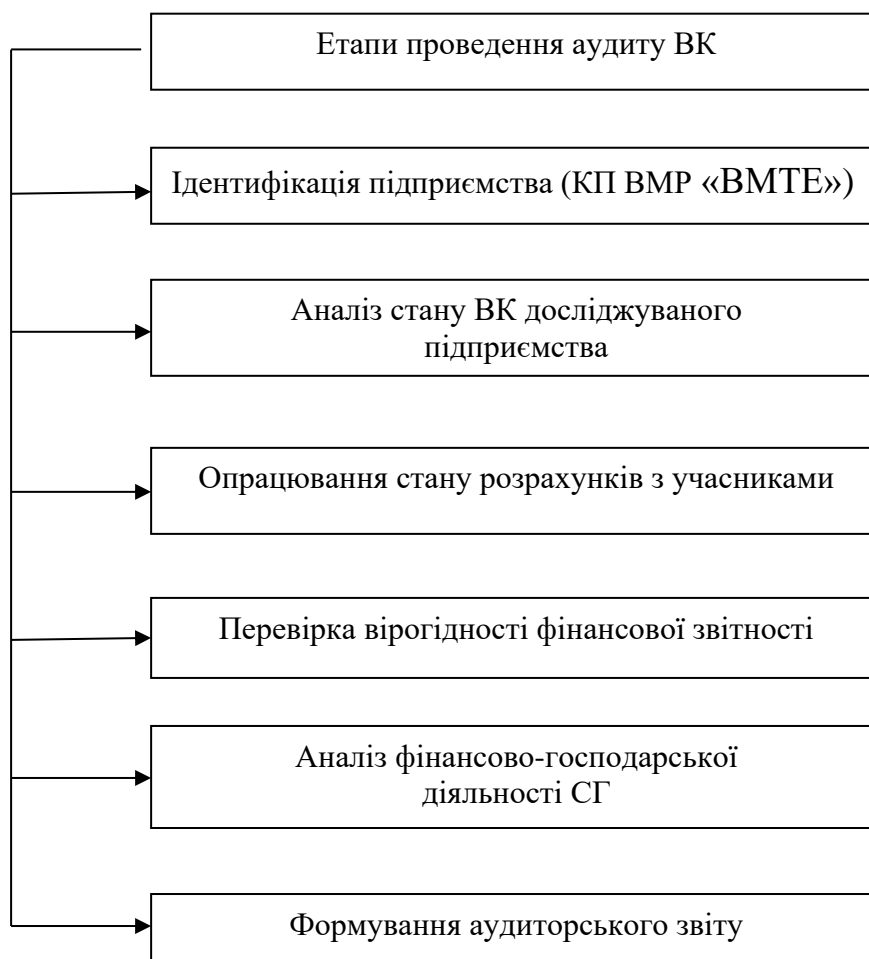 Етапи проведення аудиту ВК
Ідентифікація підприємства (КП ВМР «ВМТЕ»)
Аналіз стану ВК досліджуваного
підприємства
Опрацювання стану розрахунків з учасниками
Перевірка вірогідності фінансової звітності
Аналіз фінансово-господарської
діяльності СГ
Формування аудиторського звіту